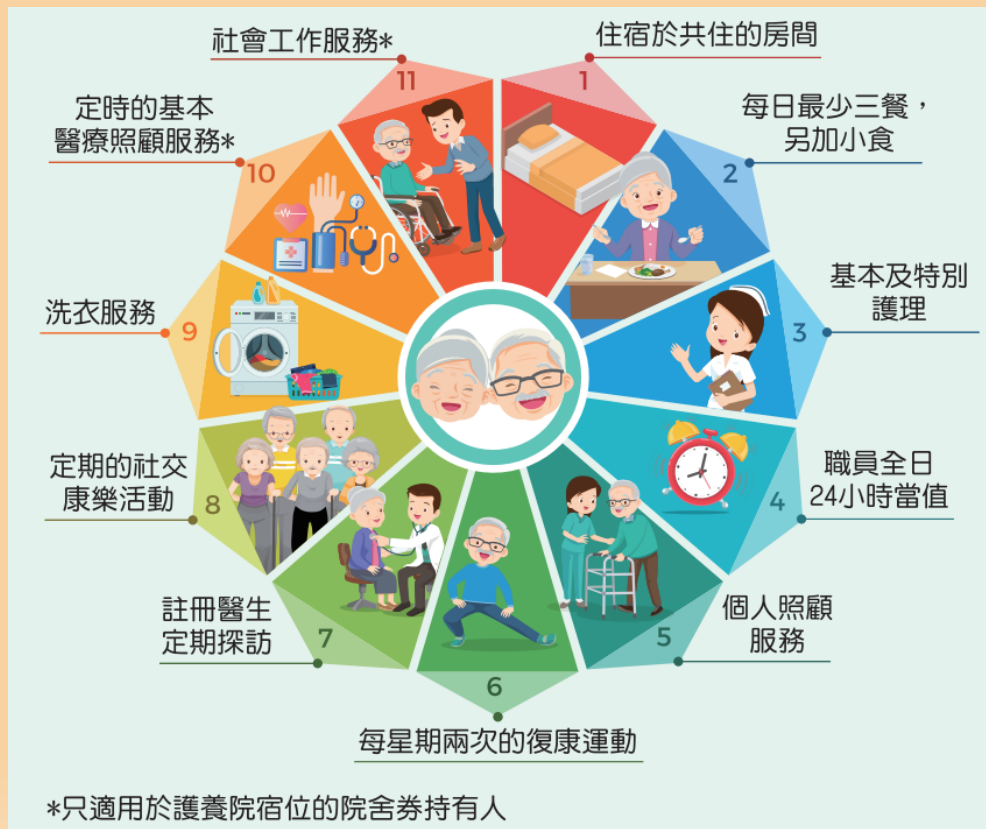 1
住宿於共住的房間
2
每日最少三餐，
另加小食
3
基本及特別
護理
4
職員全日
24小時當值
5
個人照顧
服務
6
每星期兩次的復康運動
7
註冊醫生
定期探訪
8
定期的社交
康樂活動
9
洗衣服務
10
定時的基本
醫療照顧服務*
11
社會工作服務*
*只適用於護養院宿位的院舍券持有人